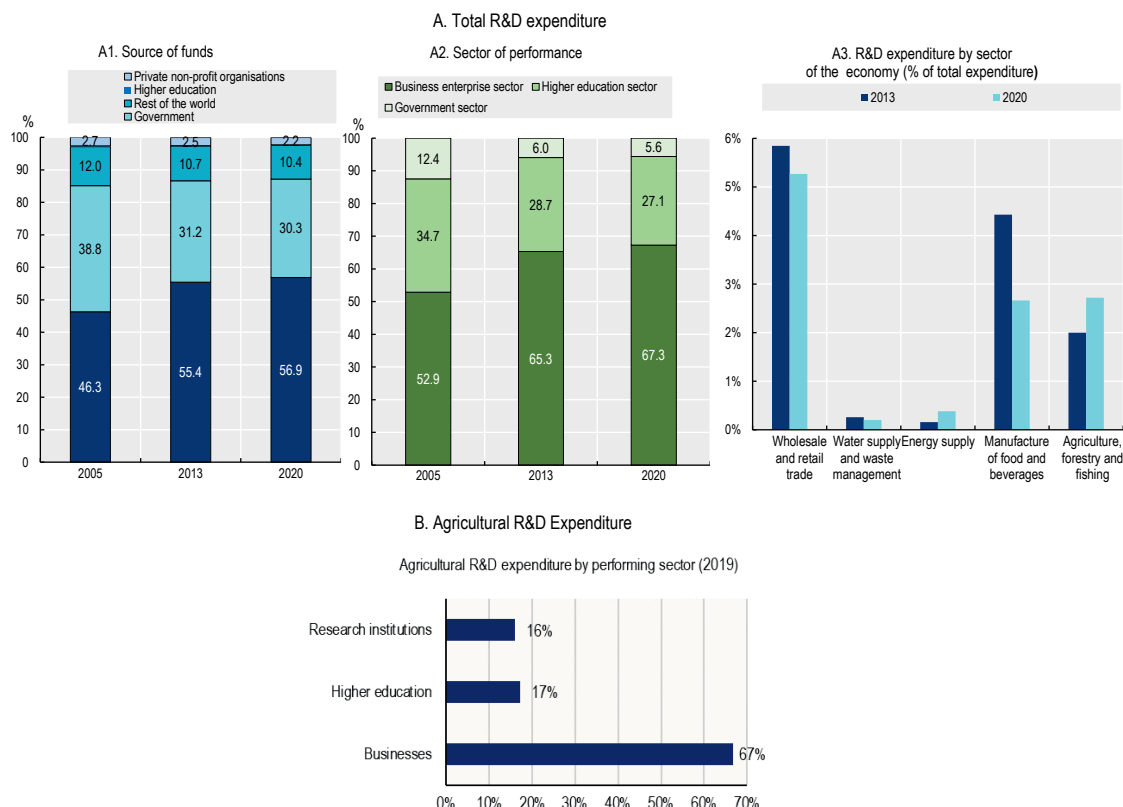 A. Total R&D expenditure
A1. Source of funds
Private non-profit organisations
Higher education
Rest of the world
Government
%
100
90
80
70
60
50
40
30
20
10
0
2.7
12.0
38.8
46.3
2.5
10.7
31.2
55.4
2.2
10.4
30.3
56.9
2005
2013
2020
A2. Sector of performance
Business enterprise sector
Higher education sector
Government sector
%
100
90
80
70
60
50
40
30
20
10
0
12.4
34.7
52.9
6.0
28.7
65.3
5.6
27.1
67.3
2005
2013
2020
A3. R&D expenditure by sector
of the economy (% of total expenditure)
2013
2020
6%
5%
4%
3%
2%
1%
0%
Wholesale
and retail
trade
Water supply
and waste
management
Energy supply
Manufacture
of food and
beverages
Agriculture,
forestry and
fishing
B. Agricultural R&D Expenditure
Agricultural R&D expenditure by performing sector (2019)
Research institutions
16%
Higher education
17%
Businesses
67%
0%
10%
20%
30%
40%
50%
60%
70%